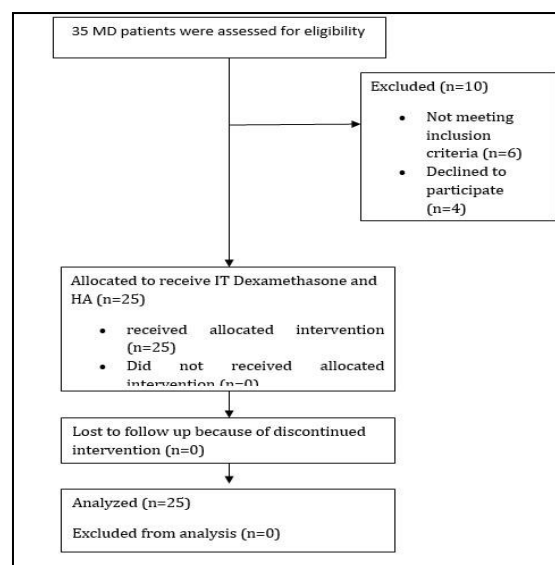 35 MD patients were assessed for eligibility
Excluded (n=10)
• Not meeting
inclusion
criteria (n=6)
• Declined to
participate
(n=4)
Allocated to receive IT Dexamethasone and
HA (n=25)
• received allocated intervention
(n=25)
• Did not received allocated
intervention (n=0)
Lost to follow up because of discontinued
intervention (n=0)
Analyzed (n=25)
Excluded from analysis (n=0)